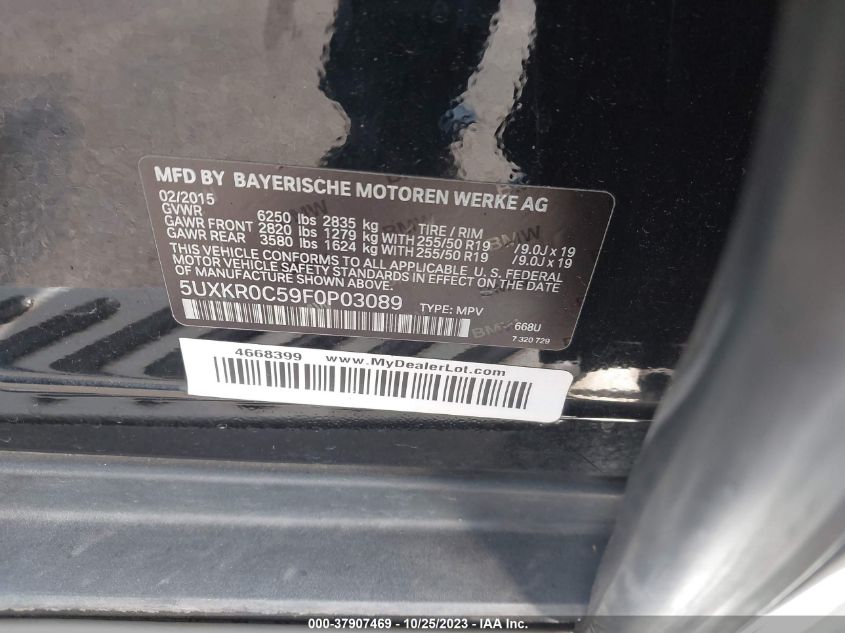 MFD BY BAYERISCHE MOTOREN WERKE AG
02/2015
GVWR 6250 lbs 2835 kg TIRE / RIM
GAWR FRONT 2820 lbs 1279 kg WITH 255/50 R19 /9.0J x 19
GAWR REAR 3580 lbs 1624 kg WITH 255/50 R19 /9.0J x 19
THIS VEHICLE CONFORMS TO ALL APPLICABLE U. S. FEDERAL
MOTOR VEHICLE SAFETY STANDARDS IN EFFECT ON THE DATE
OF MANUFACTURE SHOWN ABOVE.
5UXKR0C59F0P03089 TYPE: MPV
668U
7 320 729
4668399 www.MyDealerLot.com
000-37907469 - 10/25/2023 - IAA Inc.